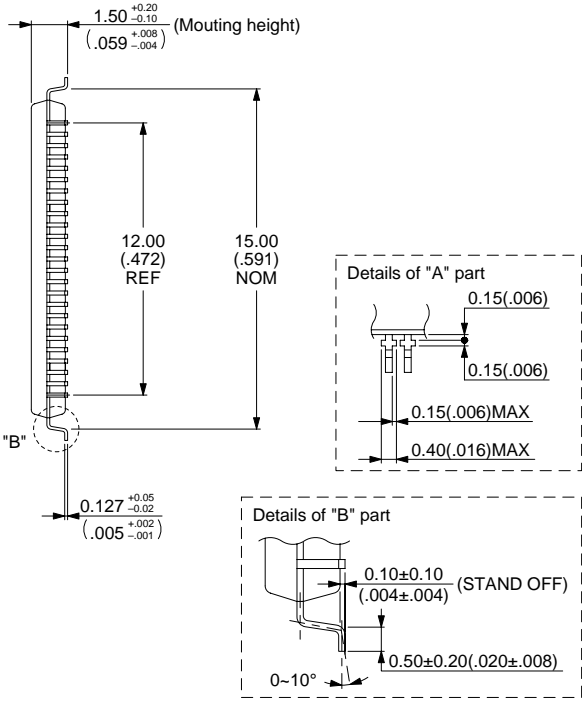 1.50 +0.20 –0.10 (Mouting height)
(.059 +.008 –.004)
12.00
(.472)
REF
15.00
(.591)
NOM
"B"
0.127 +0.05 –0.02
(.005 +.002 –.001)
Details of "A" part
0.15(.006)
0.15(.006)
0.15(.006)MAX
0.40(.016)MAX
Details of "B" part
0.10±0.10
(.004±.004)
(STAND OFF)
0.50±0.20(.020±.008)
0~10°